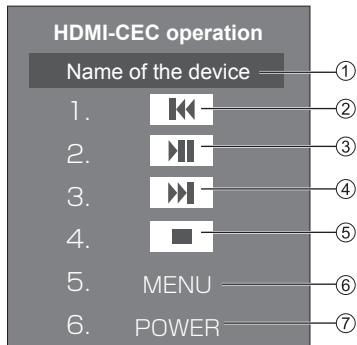 HDMI-CEC operation
Name of the device ①
1. ②
2. ③
3. ④
4. ⑤
5. MENU ⑥
6. POWER ⑦